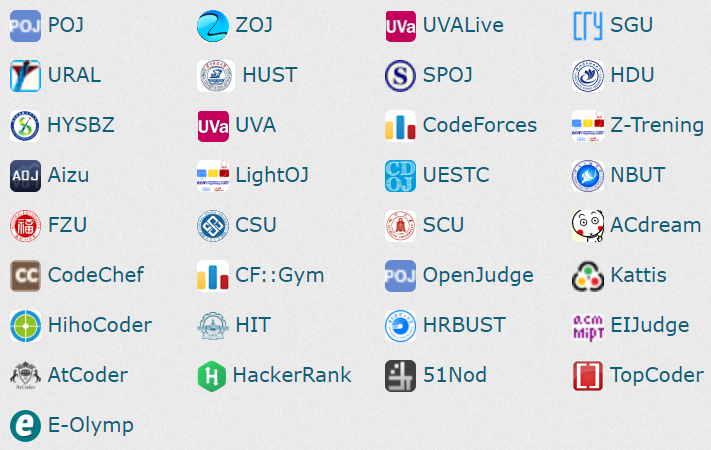 POJ ZOJ UVALive SGU
URAL HUST SPOJ HDU
HYSBZ UVA CodeForces Z-Trening
Aizu LightOJ UESTC NBUT
FZU CSU SCU ACdream
CodeChef CF::Gym OpenJudge Kattis
HihoCoder HIT HRBUST EIJudge
AtCoder HackerRank 51Nod TopCoder
E-Olymp